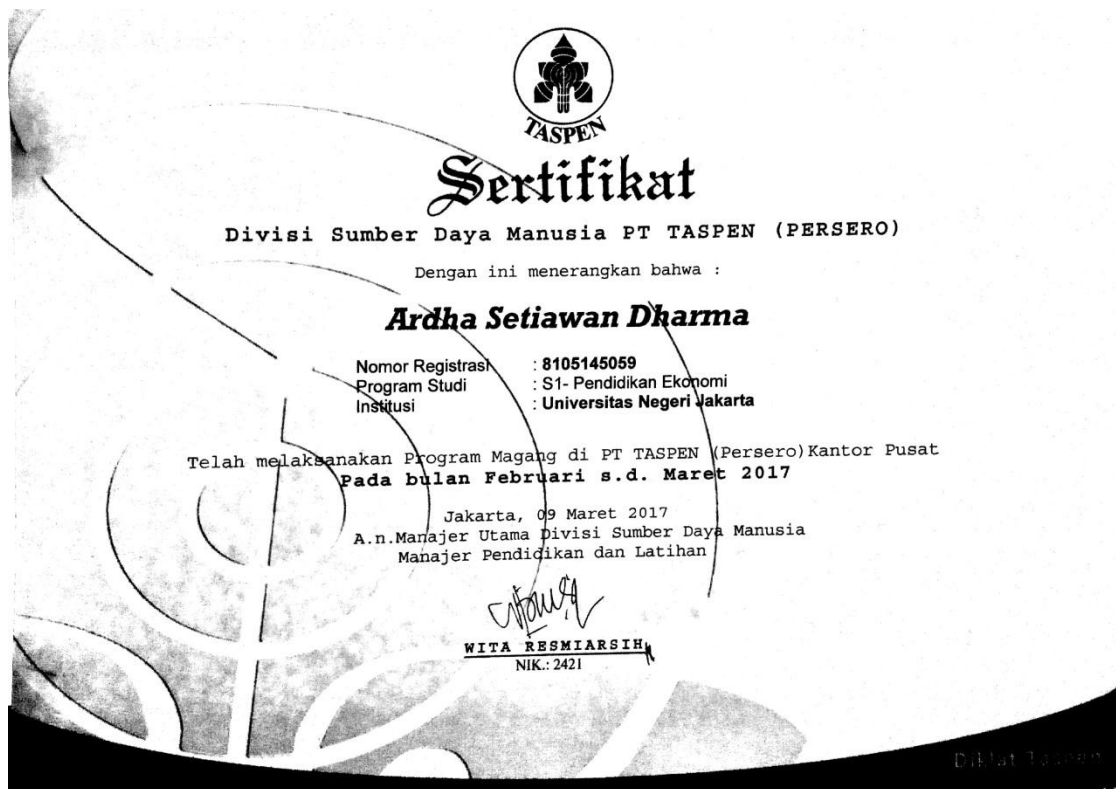 TASPEN
Sertifikat
Divisi Sumber Daya Manusia PT TASPEN (PERSERO)
Dengan ini menerangkan bahwa :
Ardha Setiawan Dharma
Nomor Registrasi : 8105145059
Program Studi : S1- Pendidikan Ekonomi
Institusi : Universitas Negeri Jakarta
Telah melaksanakan Program Magang di PT TASPEN (Persero)Kantor Pusat
Pada bulan Februari s.d. Maret 2017
Jakarta, 09 Maret 2017
A.n.Manajer Utama Divisi Sumber Daya Manusia
Manajer Pendidikan dan Latihan
WITA RESMIARSIH
NIK.: 2421
Diklat Taspen